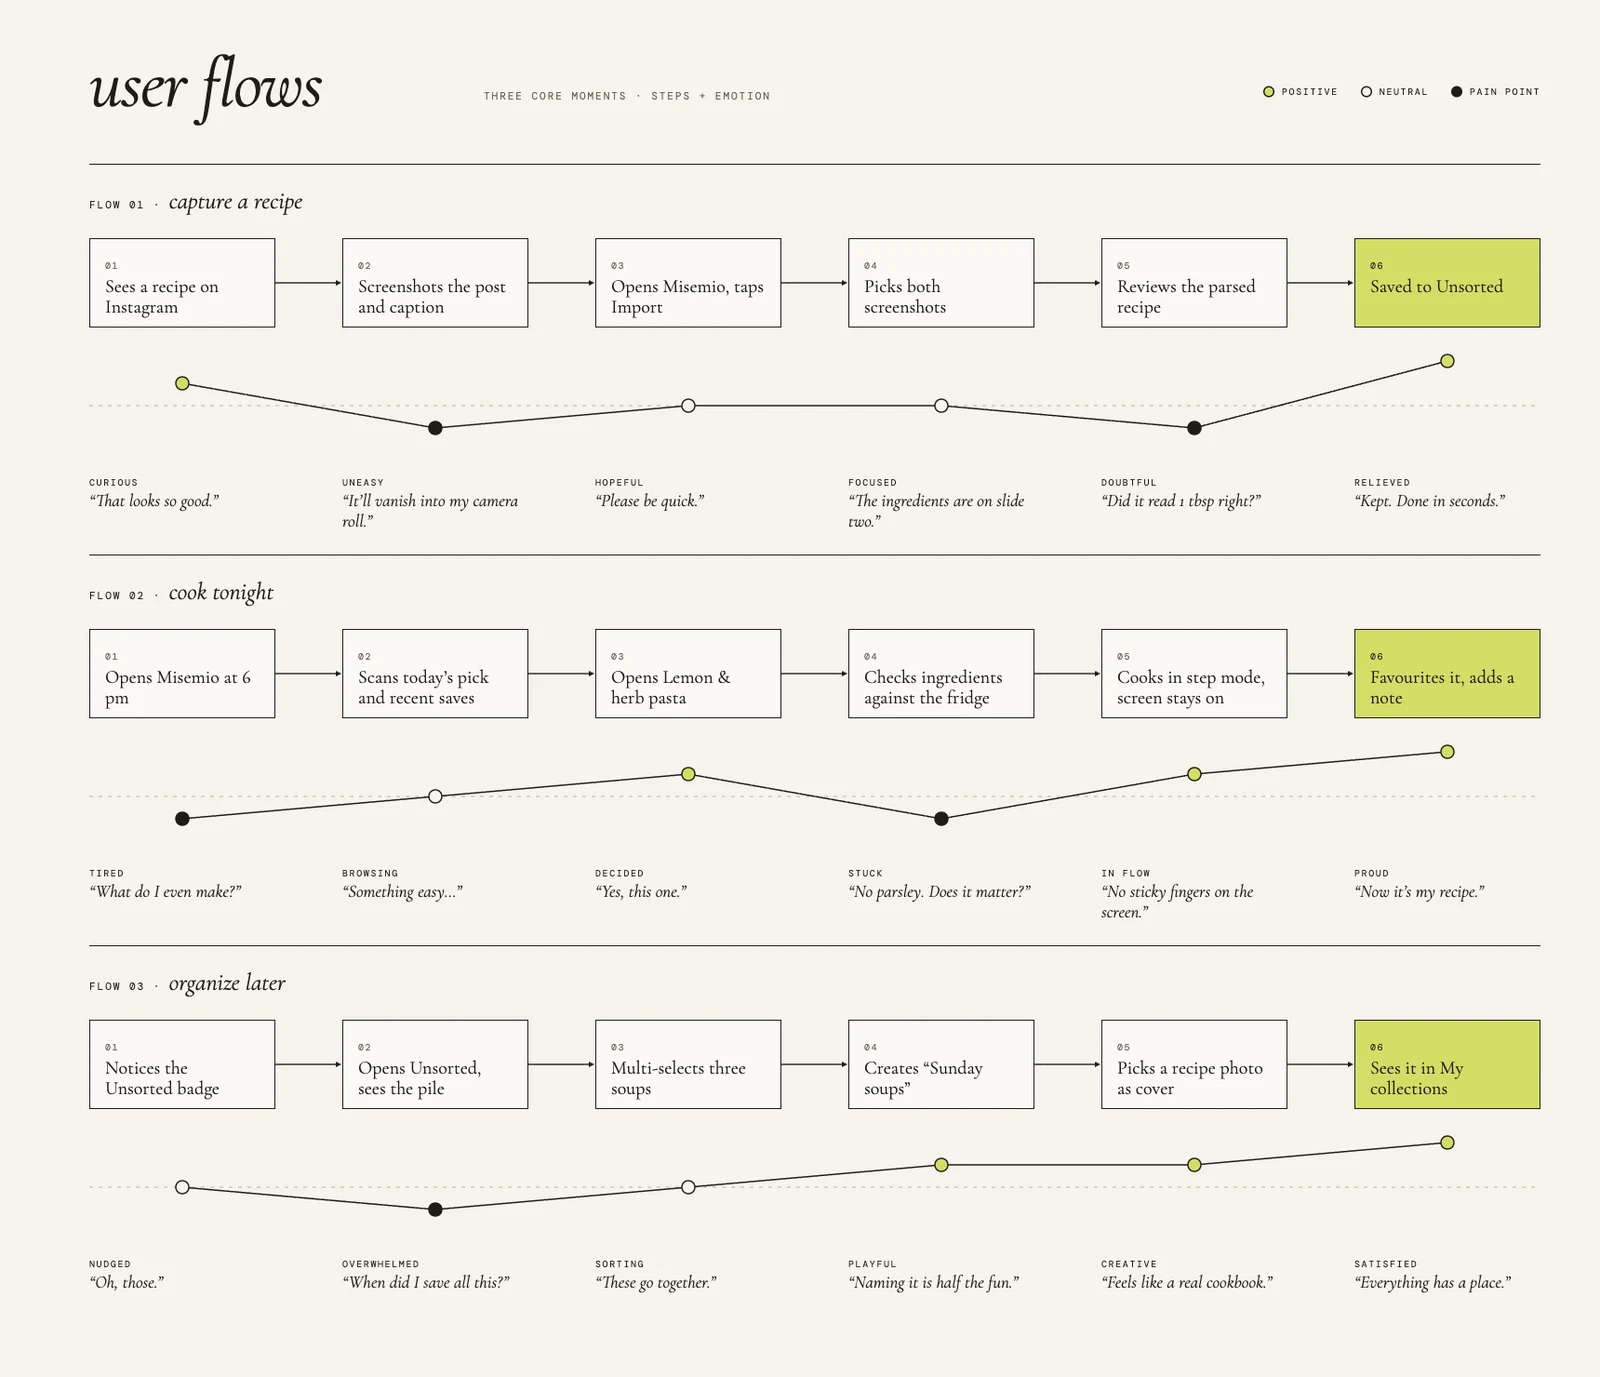 user flows
THREE CORE MOMENTS · STEPS + EMOTION
POSITIVE
NEUTRAL
PAIN POINT
FLOW 01 · capture a recipe
01
Sees a recipe on
Instagram
02
Screenshots the post
and caption
03
Opens Misemio, taps
Import
04
Picks both
screenshots
05
Reviews the parsed
recipe
06
Saved to Unsorted
CURIOUS
“That looks so good.”
UNEASY
“It’ll vanish into my camera
roll.”
HOPEFUL
“Please be quick.”
FOCUSED
“The ingredients are on slide
two.”
DOUBTFUL
“Did it read 1 tbsp right?”
RELIEVED
“Kept. Done in seconds.”
FLOW 02 · cook tonight
01
Opens Misemio at 6
pm
02
Scans today’s pick
and recent saves
03
Opens Lemon &
herb pasta
04
Checks ingredients
against the fridge
05
Cooks in step mode,
screen stays on
06
Favourites it, adds a
note
TIRED
“What do I even make?”
BROWSING
“Something easy…”
DECIDED
“Yes, this one.”
STUCK
“No parsley. Does it matter?”
IN FLOW
“No sticky fingers on the
screen.”
PROUD
“Now it’s my recipe.”
FLOW 03 · organize later
01
Notices the
Unsorted badge
02
Opens Unsorted,
sees the pile
03
Multi-selects three
soups
04
Creates “Sunday
soups”
05
Picks a recipe photo
as cover
06
Sees it in My
collections
NUDGED
“Oh, those.”
OVERWHELMED
“When did I save all this?”
SORTING
“These go together.”
PLAYFUL
“Naming it is half the fun.”
CREATIVE
“Feels like a real cookbook.”
SATISFIED
“Everything has a place.”